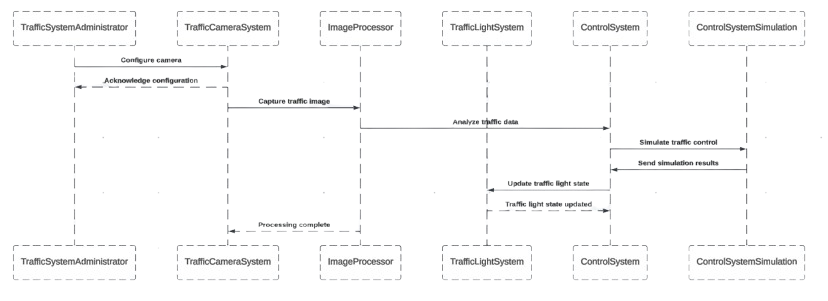 TrafficSystemAdministrator TrafficCameraSystem ImageProcessor TrafficLightSystem ControlSystem ControlSystemSimulation
Configure camera
Acknowledge configuration
Capture traffic image
Analyze traffic data
Simulate traffic control
Send simulation results
Update traffic light state
Traffic light state updated
Processing complete
TrafficSystemAdministrator TrafficCameraSystem ImageProcessor TrafficLightSystem ControlSystem ControlSystemSimulation